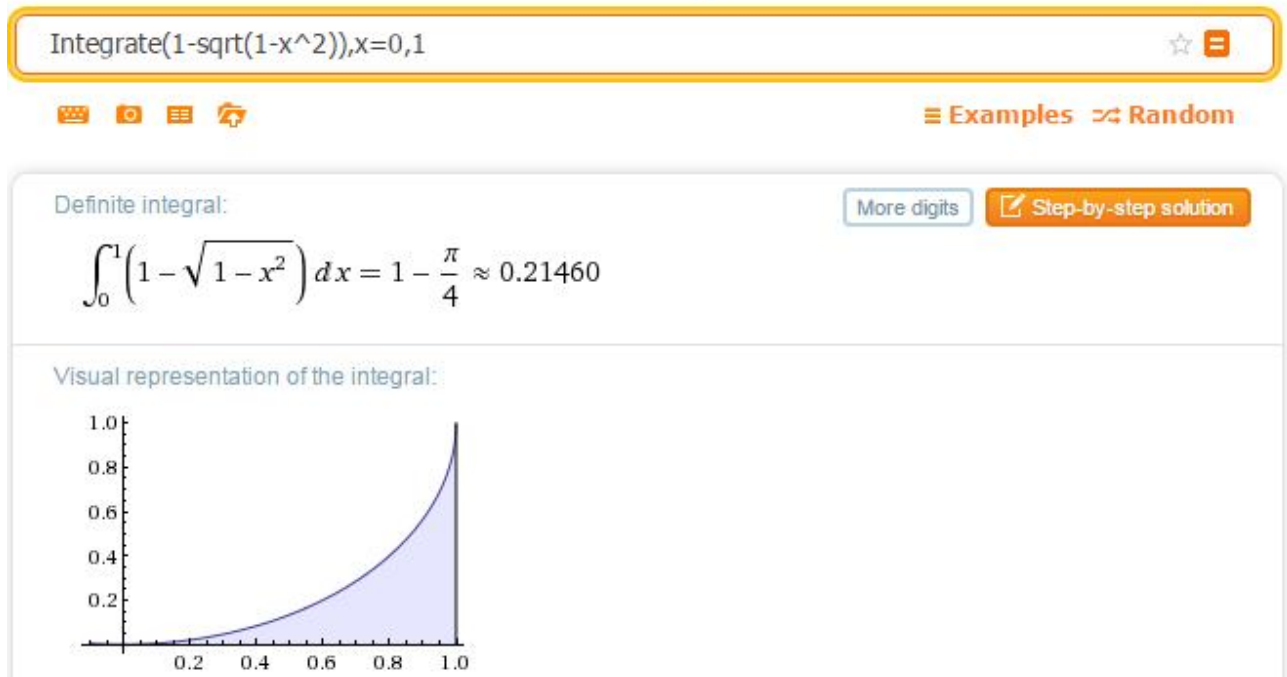 Integrate(1-sqrt(1-x^2)),x=0,1
Examples Random
Definite integral:
More digits Step-by-step solution
∫₀¹(1 − √(1 − x²)) dx = 1 − π/4 ≈ 0.21460
Visual representation of the integral:
1.0
0.8
0.6
0.4
0.2
0.2 0.4 0.6 0.8 1.0